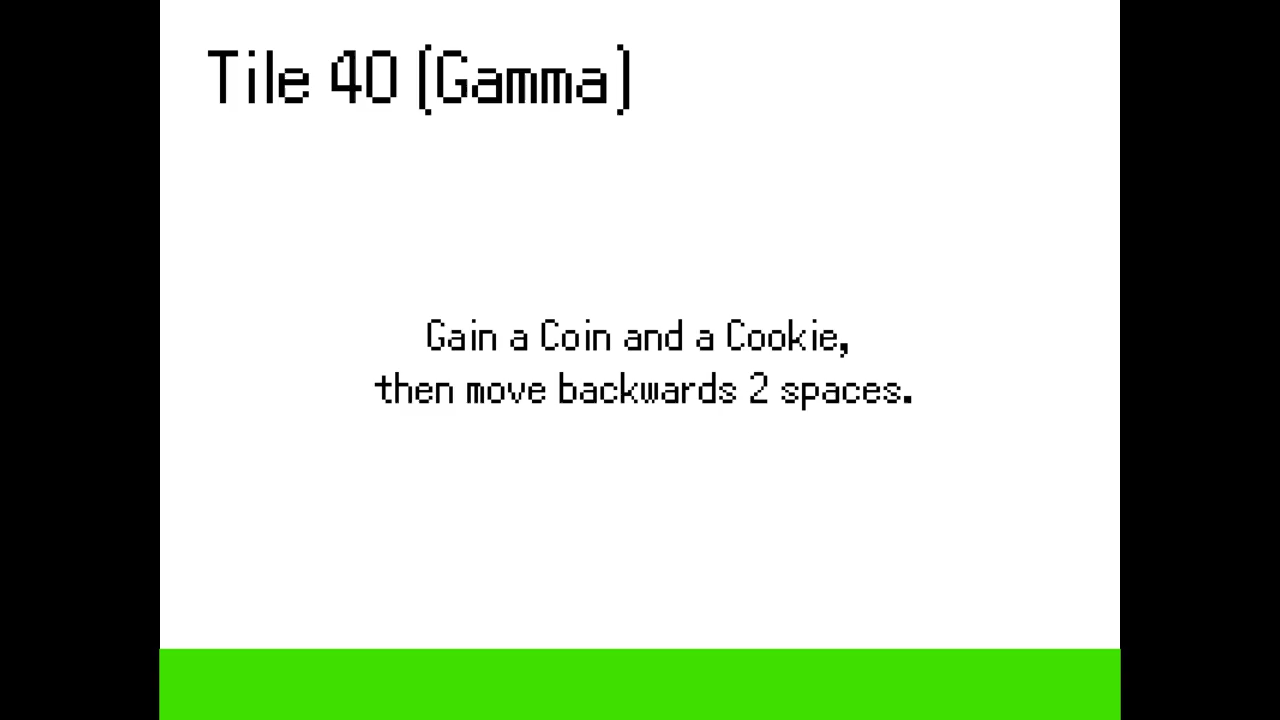 Tile 40 (Gamma)
Gain a Coin and a Cookie,
then move backwards 2 spaces.